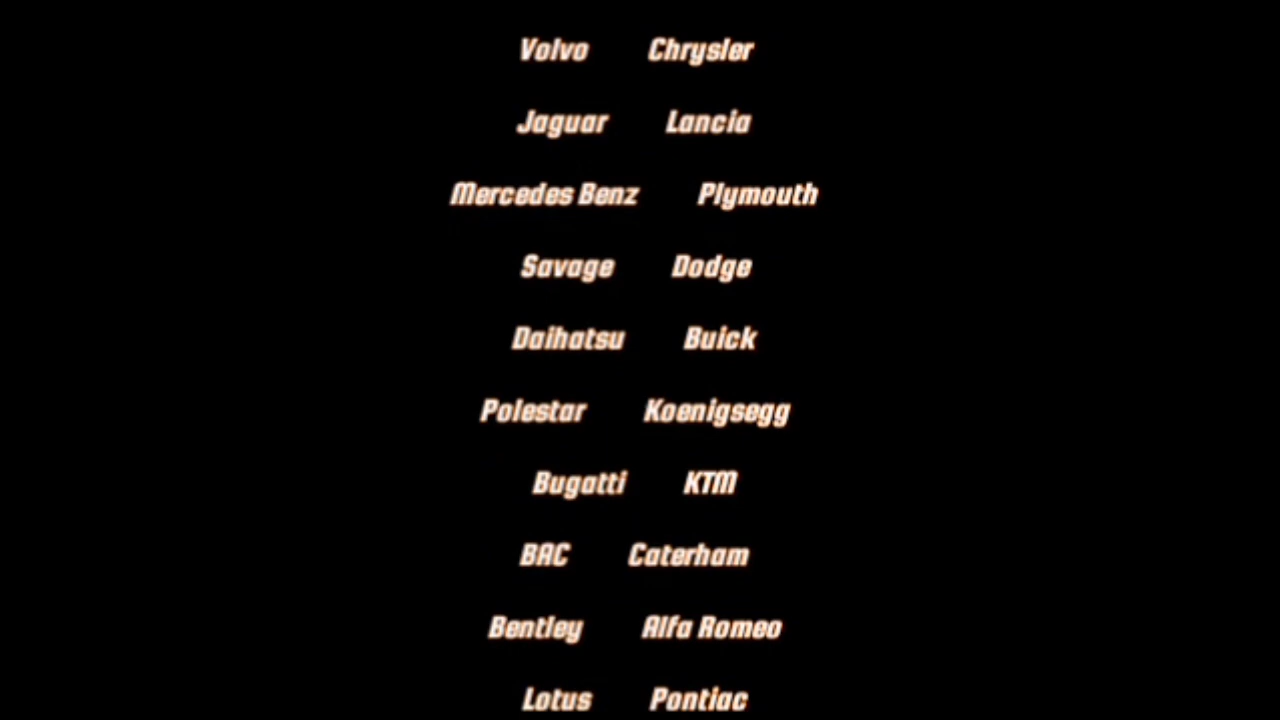 Volvo Chrysler
Jaguar Lancia
Mercedes Benz Plymouth
Savage Dodge
Daihatsu Buick
Polestar Koenigsegg
Bugatti KTM
BAC Caterham
Bentley Alfa Romeo
Lotus Pontiac